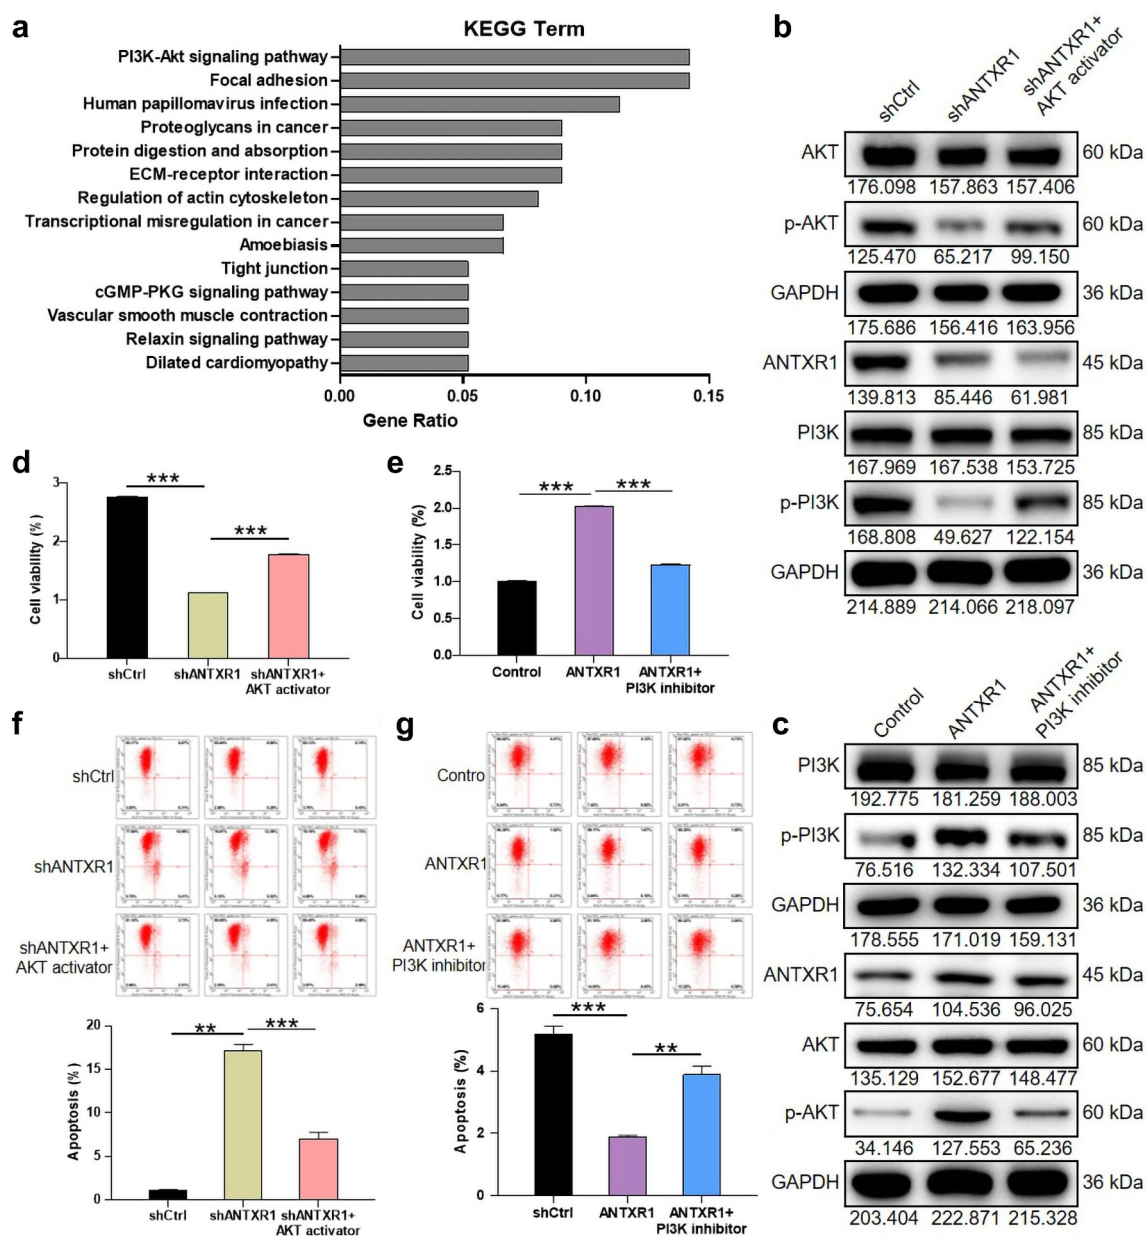 a
KEGG Term
PI3K-Akt signaling pathway
Focal adhesion
Human papillomavirus infection
Proteoglycans in cancer
Protein digestion and absorption
ECM-receptor interaction
Regulation of actin cytoskeleton
Transcriptional misregulation in cancer
Amoebiasis
Tight junction
cGMP-PKG signaling pathway
Vascular smooth muscle contraction
Relaxin signaling pathway
Dilated cardiomyopathy
0.00 0.05 0.10 0.15
Gene Ratio
b
shCtrl
shANTXR1
shANTXR1+
AKT activator
AKT 60 kDa
176.098 157.863 157.406
p-AKT 60 kDa
125.470 65.217 99.150
GAPDH 36 kDa
175.686 156.416 163.956
ANTXR1 45 kDa
139.813 85.446 61.981
PI3K 85 kDa
167.969 167.538 153.725
p-PI3K 85 kDa
168.808 49.627 122.154
GAPDH 36 kDa
214.889 214.066 218.097
d
Cell viability (%)
3
2
1
0
***
***
shCtrl shANTXR1 shANTXR1+
AKT activator
e
Cell viability (%)
2.5
2.0
1.5
1.0
0.5
0.0
*** ***
Control ANTXR1 ANTXR1+
PI3K inhibitor
f
shCtrl
shANTXR1
shANTXR1+
AKT activator
Apoptosis (%)
20
15
10
5
0
** ***
shCtrl shANTXR1 shANTXR1+
AKT activator
g
Contro
ANTXR1
ANTXR1+
PI3K inhibitor
Apoptosis (%)
6
4
2
0
***
**
shCtrl ANTXR1 ANTXR1+
PI3K inhibitor
c
Control
ANTXR1
ANTXR1+
PI3K inhibitor
PI3K 85 kDa
192.775 181.259 188.003
p-PI3K 85 kDa
76.516 132.334 107.501
GAPDH 36 kDa
178.555 171.019 159.131
ANTXR1 45 kDa
75.654 104.536 96.025
AKT 60 kDa
135.129 152.677 148.477
p-AKT 60 kDa
34.146 127.553 65.236
GAPDH 36 kDa
203.404 222.871 215.328